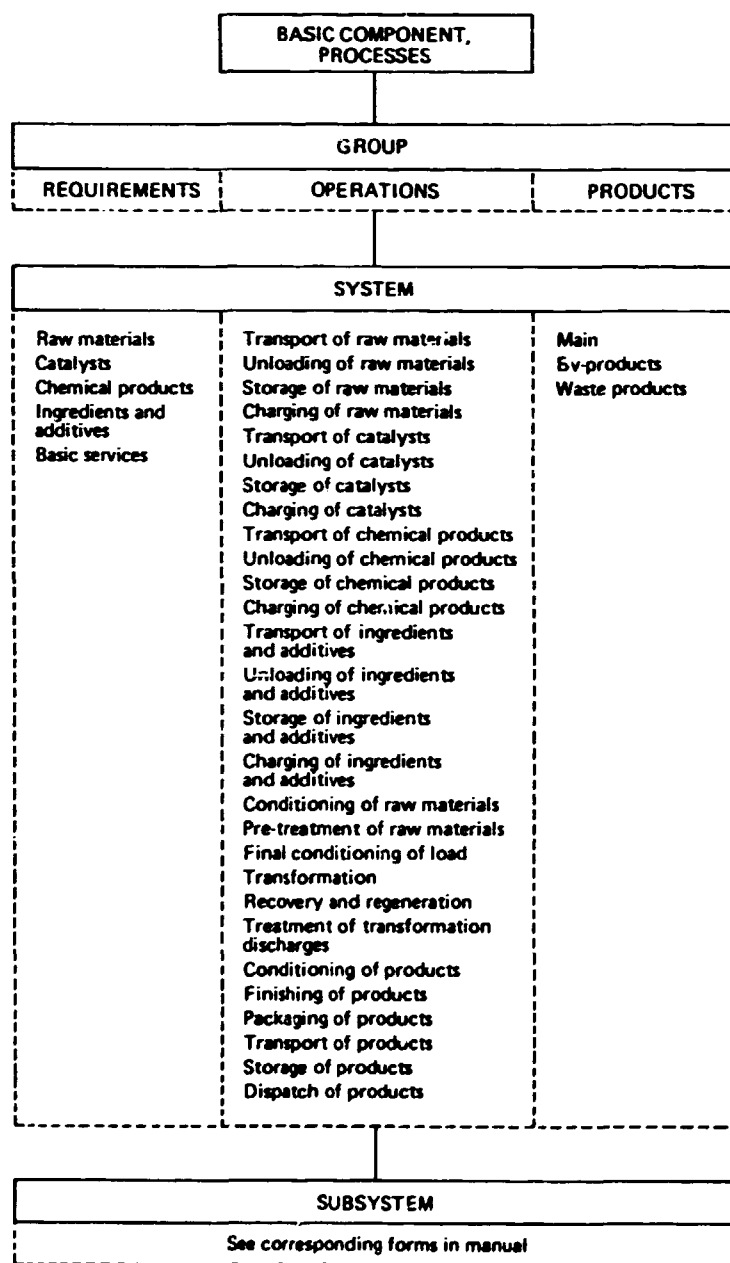 BASIC COMPONENT,
PROCESSES
GROUP
REQUIREMENTS
OPERATIONS
PRODUCTS
SYSTEM
Raw materials
Catalysts
Chemical products
Ingredients and
additives
Basic services
Transport of raw materials
Unloading of raw materials
Storage of raw materials
Charging of raw materials
Transport of catalysts
Unloading of catalysts
Storage of catalysts
Charging of catalysts
Transport of chemical products
Unloading of chemical products
Storage of chemical products
Charging of chemical products
Transport of ingredients
and additives
Unloading of ingredients
and additives
Storage of ingredients
and additives
Charging of ingredients
and additives
Conditioning of raw materials
Pre-treatment of raw materials
Final conditioning of load
Transformation
Recovery and regeneration
Treatment of transformation
discharges
Conditioning of products
Finishing of products
Packaging of products
Transport of products
Storage of products
Dispatch of products
Main
By-products
Waste products
SUBSYSTEM
See corresponding forms in manual